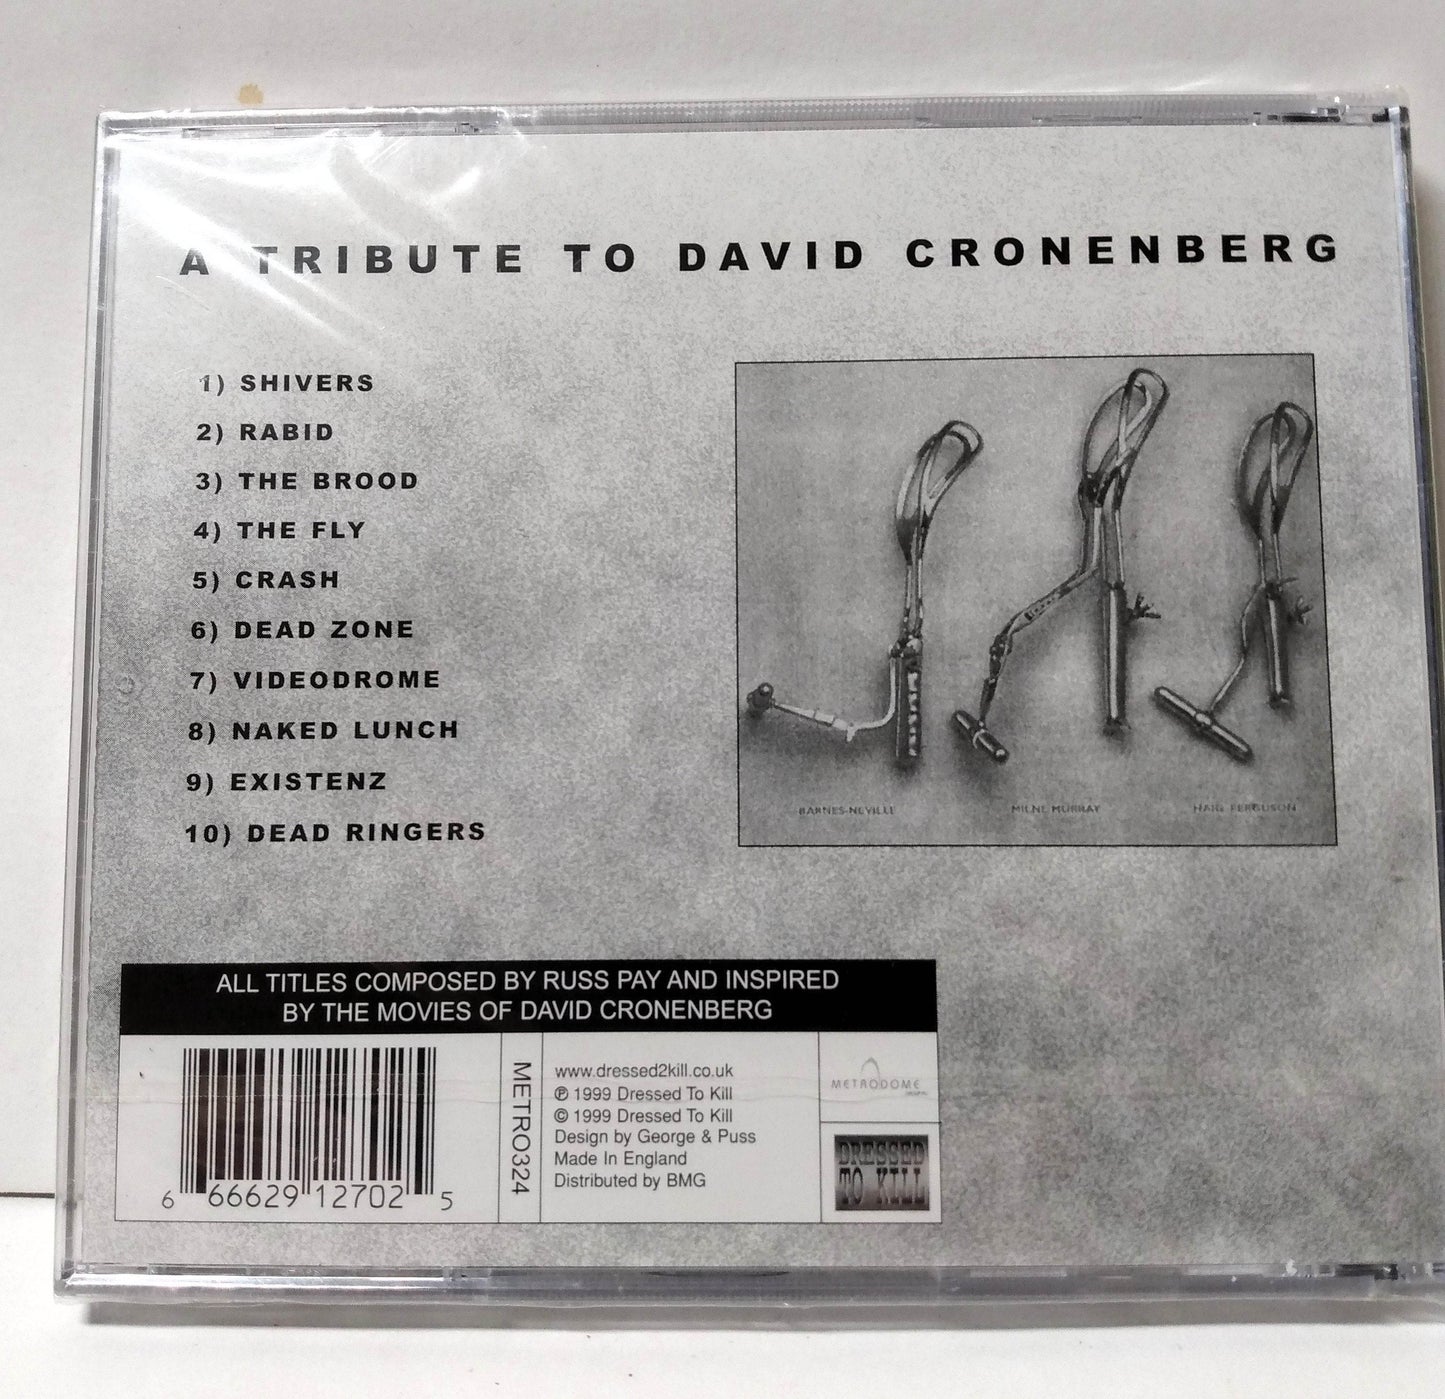 A TRIBUTE TO DAVID CRONENBERG
1) SHIVERS
2) RABID
3) THE BROOD
4) THE FLY
5) CRASH
6) DEAD ZONE
7) VIDEODROME
8) NAKED LUNCH
9) EXISTENZ
10) DEAD RINGERS
BARNES-NEVILLE MILNE MURRAY HAIG FERGUSON
ALL TITLES COMPOSED BY RUSS PAY AND INSPIRED
BY THE MOVIES OF DAVID CRONENBERG
6 66629 12702 5
METRO324
www.dressed2kill.co.uk
℗ 1999 Dressed To Kill
© 1999 Dressed To Kill
Design by George & Puss
Made In England
Distributed by BMG
METRODOME
DRESSED
TO KILL